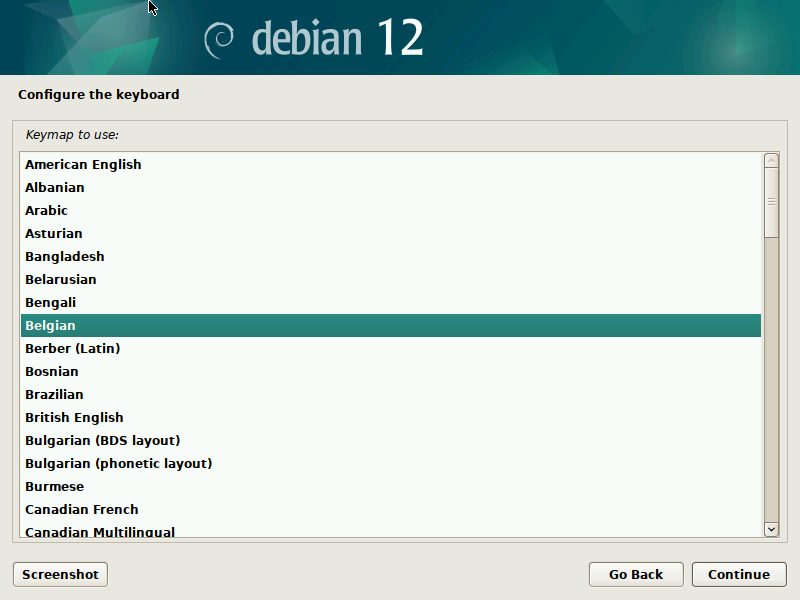 debian 12
Configure the keyboard
Keymap to use:
American English
Albanian
Arabic
Asturian
Bangladesh
Belarusian
Bengali
Belgian
Berber (Latin)
Bosnian
Brazilian
British English
Bulgarian (BDS layout)
Bulgarian (phonetic layout)
Burmese
Canadian French
Canadian Multilingual
Screenshot
Go Back
Continue